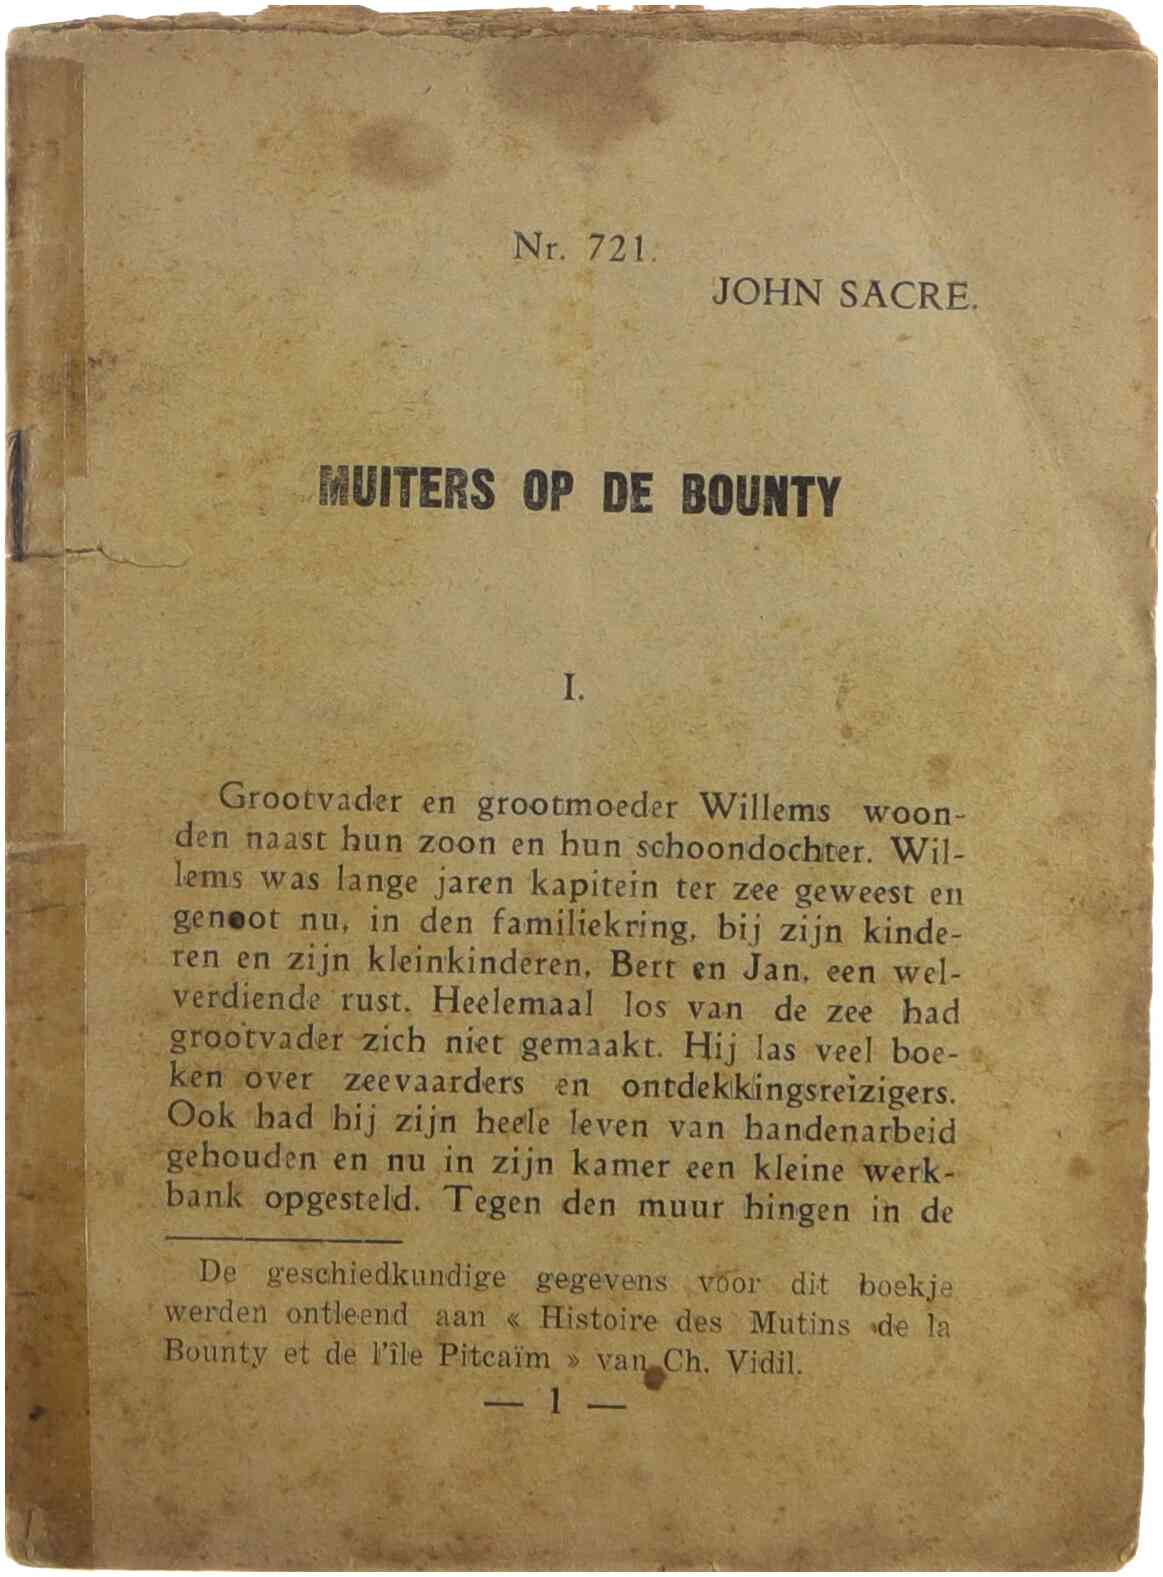 Nr. 721.
JOHN SACRE.
MUITERS OP DE BOUNTY
I.
Grootvader en grootmoeder Willems woon-
den naast hun zoon en hun schoondochter. Wil-
lems was lange jaren kapitein ter zee geweest en
genoot nu, in den familiekring, bij zijn kinde-
ren en zijn kleinkinderen, Bert en Jan, een wel-
verdiende rust. Heelemaal los van de zee had
grootvader zich niet gemaakt. Hij las veel boe-
ken over zeevaarders en ontdekkingsreizigers.
Ook had hij zijn heele leven van handenarbeid
gehouden en nu in zijn kamer een kleine werk-
bank opgesteld. Tegen den muur hingen in de
De geschiedkundige gegevens voor dit boekje
werden ontleend aan « Histoire des Mutins de la
Bounty et de l'île Pitcaïm » van Ch. Vidil.
— 1 —